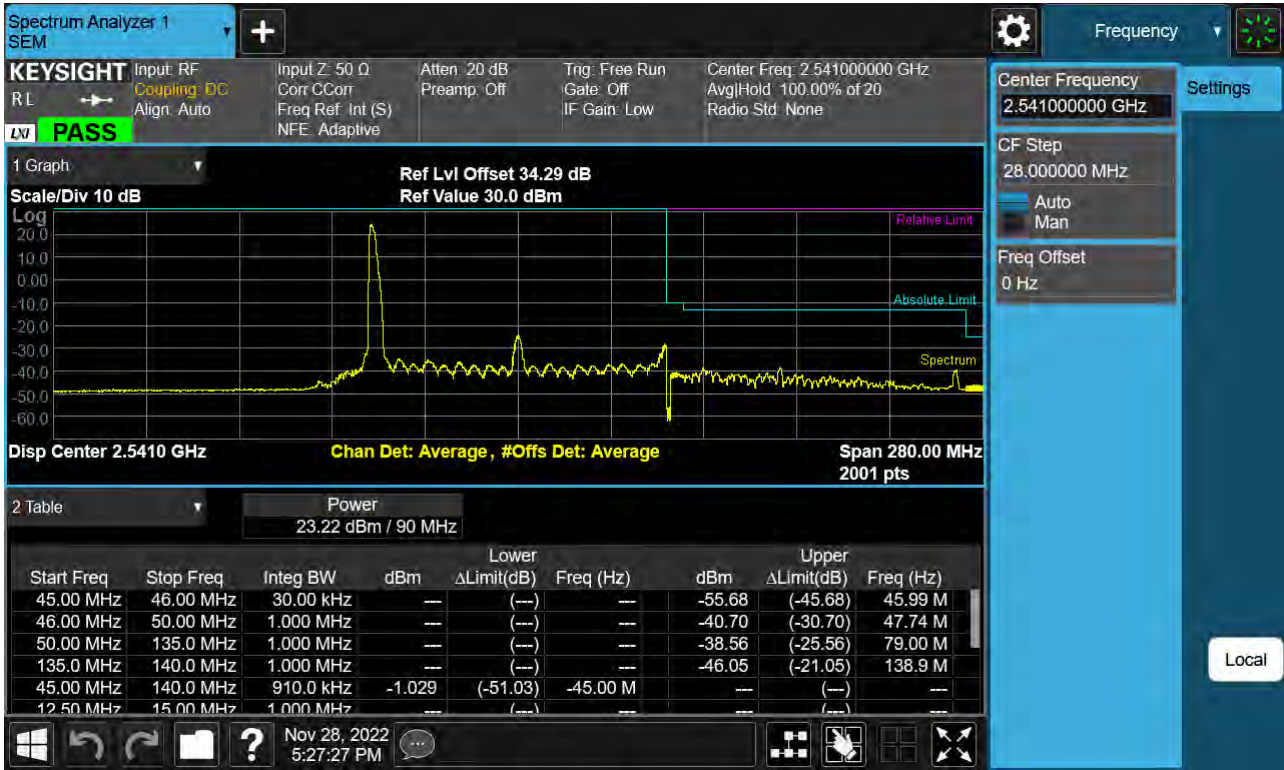 Spectrum Analyzer 1
SEM
+
Frequency
KEYSIGHT
RL
LXI
PASS
Input: RF
Coupling: DC
Align: Auto
Input Z: 50 Ω
Corr CCorr
Freq Ref: Int (S)
NFE: Adaptive
Atten: 20 dB
Preamp: Off
Trig: Free Run
Gate: Off
IF Gain: Low
Center Freq: 2.541000000 GHz
Avg|Hold: 100.00% of 20
Radio Std: None
Center Frequency
2.541000000 GHz
Settings
CF Step
28.000000 MHz
Auto
Man
Freq Offset
0 Hz
Local
1 Graph
Scale/Div 10 dB
Ref Lvl Offset 34.29 dB
Ref Value 30.0 dBm
Log
20.0
10.0
0.00
-10.0
-20.0
-30.0
-40.0
-50.0
-60.0
Relative Limit
Absolute Limit
Spectrum
Disp Center 2.5410 GHz
Chan Det: Average, #Offs Det: Average
Span 280.00 MHz
2001 pts
2 Table
Power
23.22 dBm / 90 MHz
Lower Upper
Start Freq Stop Freq Integ BW dBm ΔLimit(dB) Freq (Hz) dBm ΔLimit(dB) Freq (Hz)
45.00 MHz 46.00 MHz 30.00 kHz --- (---) --- -55.68 (-45.68) 45.99 M
46.00 MHz 50.00 MHz 1.000 MHz --- (---) --- -40.70 (-30.70) 47.74 M
50.00 MHz 135.0 MHz 1.000 MHz --- (---) --- -38.56 (-25.56) 79.00 M
135.0 MHz 140.0 MHz 1.000 MHz --- (---) --- -46.05 (-21.05) 138.9 M
45.00 MHz 140.0 MHz 910.0 kHz -1.029 (-51.03) -45.00 M --- (---) ---
12.50 MHz 15.00 MHz 1.000 MHz --- (---) --- --- (---) ---
?
Nov 28, 2022
5:27:27 PM